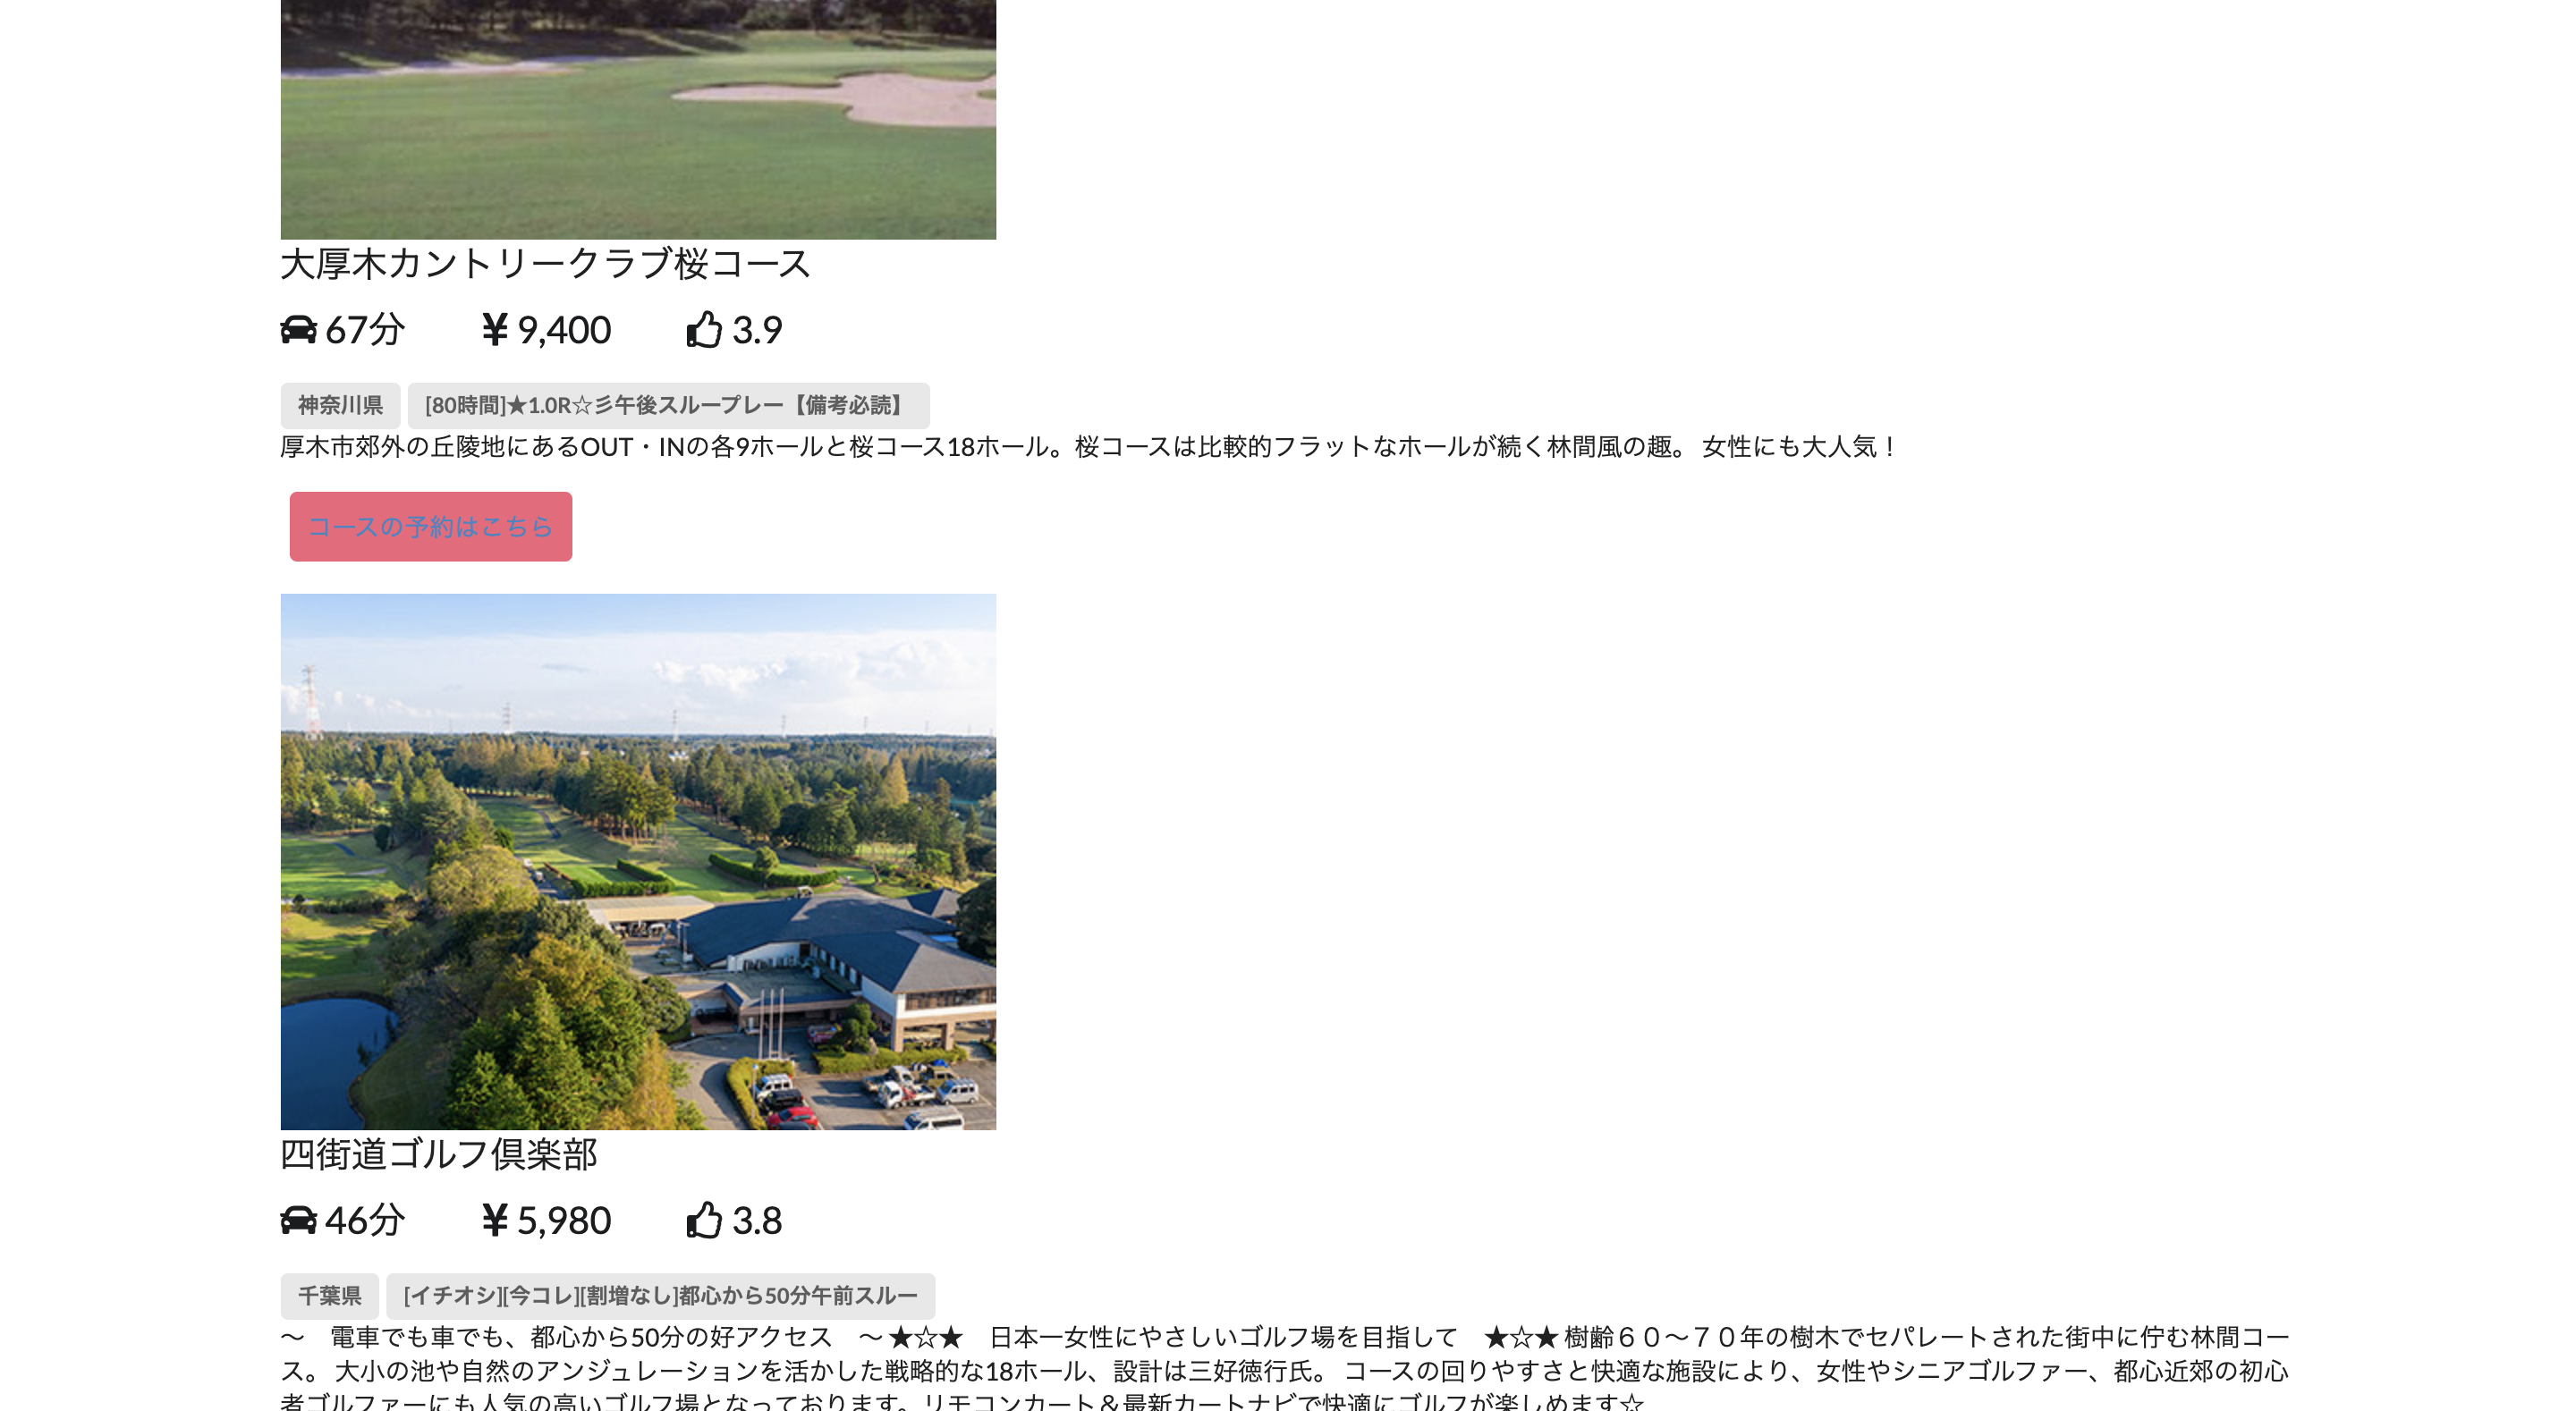 大厚木カントリークラブ桜コース
67分 ¥ 9,400 3.9
神奈川県 [80時間]★1.0R☆彡午後スループレー【備考必読】
厚木市郊外の丘陵地にあるOUT・INの各9ホールと桜コース18ホール。桜コースは比較的フラットなホールが続く林間風の趣。 女性にも大人気！
コースの予約はこちら
四街道ゴルフ倶楽部
46分 ¥ 5,980 3.8
千葉県 [イチオシ][今コレ][割増なし]都心から50分午前スルー
～　電車でも車でも、都心から50分の好アクセス　～ ★☆★　日本一女性にやさしいゴルフ場を目指して　★☆★ 樹齢６０～７０年の樹木でセパレートされた街中に佇む林間コー
ス。 大小の池や自然のアンジュレーションを活かした戦略的な18ホール、設計は三好徳行氏。 コースの回りやすさと快適な施設により、女性やシニアゴルファー、都心近郊の初心
者ゴルファーにも人気の高いゴルフ場となっております。リモコンカート＆最新カートナビで快適にゴルフが楽しめます☆